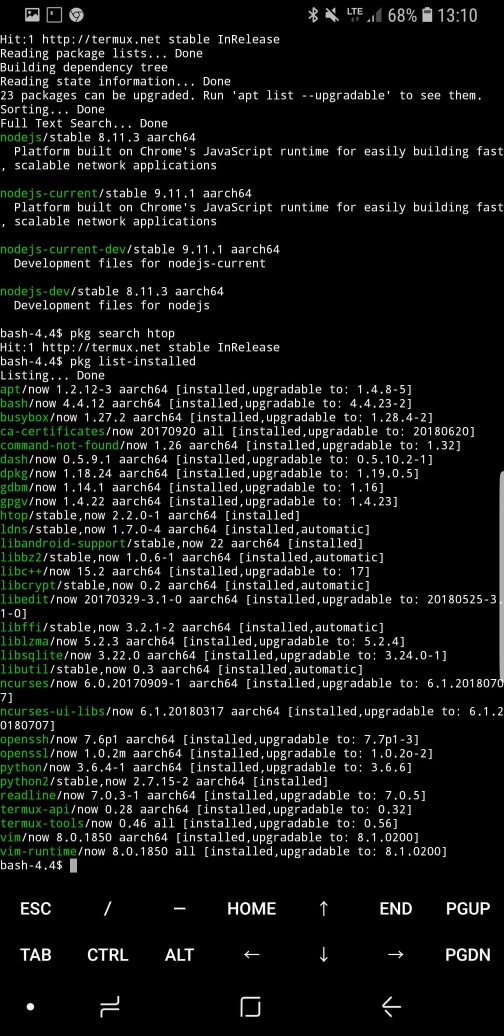 LTE 68% 13:10
Hit:1 http://termux.net stable InRelease
Reading package lists... Done
Building dependency tree
Reading state information... Done
23 packages can be upgraded. Run 'apt list --upgradable' to see them.
Sorting... Done
Full Text Search... Done
nodejs/stable 8.11.3 aarch64
  Platform built on Chrome's JavaScript runtime for easily building fast
, scalable network applications
nodejs-current/stable 9.11.1 aarch64
  Platform built on Chrome's JavaScript runtime for easily building fast
, scalable network applications
nodejs-current-dev/stable 9.11.1 aarch64
  Development files for nodejs-current
nodejs-dev/stable 8.11.3 aarch64
  Development files for nodejs
bash-4.4$ pkg search htop
Hit:1 http://termux.net stable InRelease
bash-4.4$ pkg list-installed
Listing... Done
apt/now 1.2.12-3 aarch64 [installed,upgradable to: 1.4.8-5]
bash/now 4.4.12 aarch64 [installed,upgradable to: 4.4.23-2]
busybox/now 1.27.2 aarch64 [installed,upgradable to: 1.28.4-2]
ca-certificates/now 20170920 all [installed,upgradable to: 20180620]
command-not-found/now 1.26 aarch64 [installed,upgradable to: 1.32]
dash/now 0.5.9.1 aarch64 [installed,upgradable to: 0.5.10.2-1]
dpkg/now 1.18.24 aarch64 [installed,upgradable to: 1.19.0.5]
gdbm/now 1.14.1 aarch64 [installed,upgradable to: 1.16]
gpgv/now 1.4.22 aarch64 [installed,upgradable to: 1.4.23]
htop/stable,now 2.2.0-1 aarch64 [installed]
ldns/stable,now 1.7.0-4 aarch64 [installed,automatic]
libandroid-support/stable,now 22 aarch64 [installed]
libbz2/stable,now 1.0.6-1 aarch64 [installed,automatic]
libc++/now 15.2 aarch64 [installed,upgradable to: 17]
libcrypt/stable,now 0.2 aarch64 [installed,automatic]
libedit/now 20170329-3.1-0 aarch64 [installed,upgradable to: 20180525-3.
1-0]
libffi/stable,now 3.2.1-2 aarch64 [installed,automatic]
liblzma/now 5.2.3 aarch64 [installed,upgradable to: 5.2.4]
libsqlite/now 3.22.0 aarch64 [installed,upgradable to: 3.24.0-1]
libutil/stable,now 0.3 aarch64 [installed,automatic]
ncurses/now 6.0.20170909-1 aarch64 [installed,upgradable to: 6.1.2018070
7]
ncurses-ui-libs/now 6.1.20180317 aarch64 [installed,upgradable to: 6.1.2
0180707]
openssh/now 7.6p1 aarch64 [installed,upgradable to: 7.7p1-3]
openssl/now 1.0.2m aarch64 [installed,upgradable to: 1.0.2o-2]
python/now 3.6.4-1 aarch64 [installed,upgradable to: 3.6.6]
python2/stable,now 2.7.15-2 aarch64 [installed]
readline/now 7.0.3-1 aarch64 [installed,upgradable to: 7.0.5]
termux-api/now 0.28 aarch64 [installed,upgradable to: 0.32]
termux-tools/now 0.46 all [installed,upgradable to: 0.56]
vim/now 8.0.1850 aarch64 [installed,upgradable to: 8.1.0200]
vim-runtime/now 8.0.1850 all [installed,upgradable to: 8.1.0200]
bash-4.4$
ESC / – HOME ↑ END PGUP
TAB CTRL ALT ← ↓ → PGDN